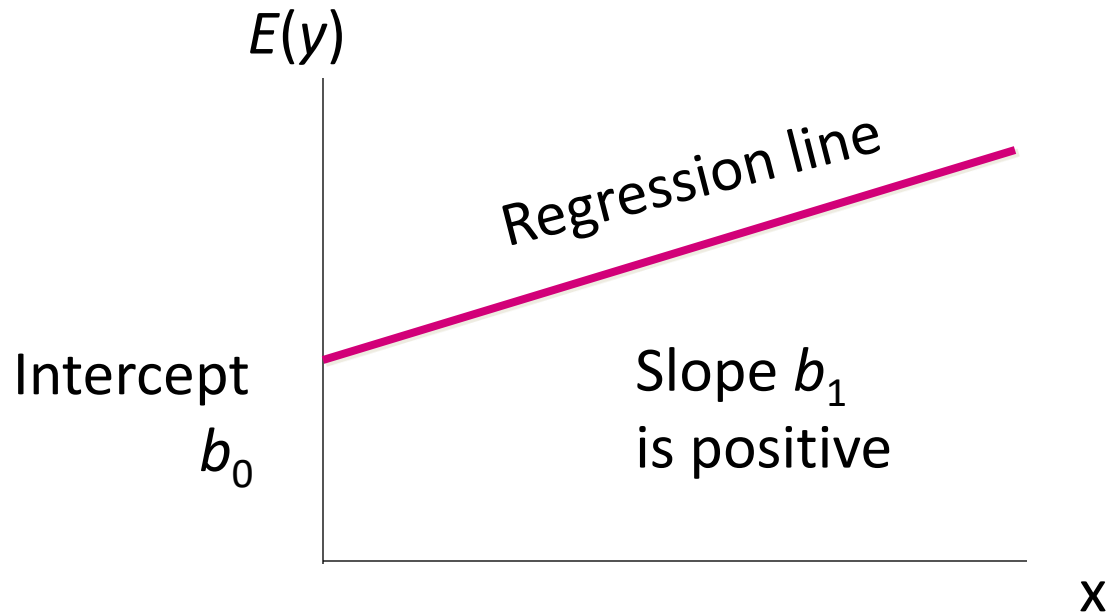 E(y)
Regression line
Intercept
b₀
Slope b₁
is positive
x